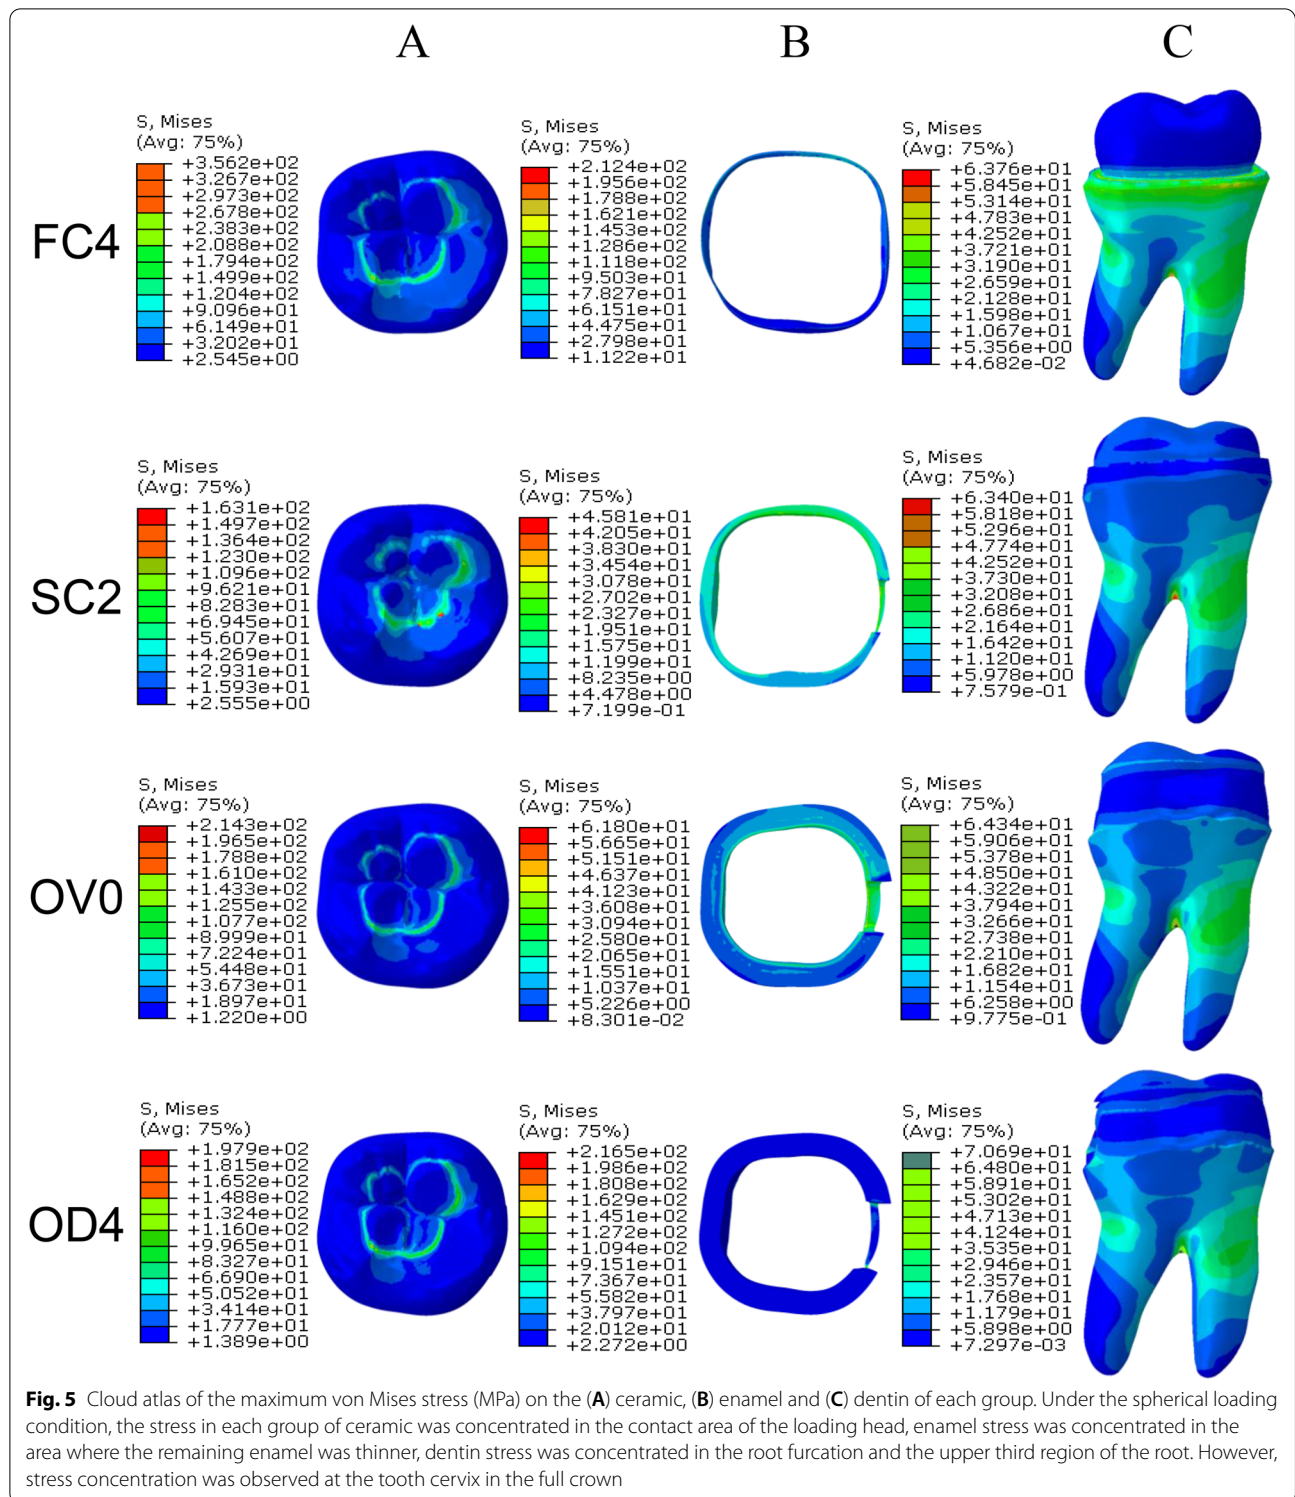 A
B
C
FC4
S, Mises
(Avg: 75%)
+3.562e+02
+3.267e+02
+2.973e+02
+2.678e+02
+2.383e+02
+2.088e+02
+1.794e+02
+1.499e+02
+1.204e+02
+9.096e+01
+6.149e+01
+3.202e+01
+2.545e+00
S, Mises
(Avg: 75%)
+2.124e+02
+1.956e+02
+1.788e+02
+1.621e+02
+1.453e+02
+1.286e+02
+1.118e+02
+9.503e+01
+7.827e+01
+6.151e+01
+4.475e+01
+2.798e+01
+1.122e+01
S, Mises
(Avg: 75%)
+6.376e+01
+5.845e+01
+5.314e+01
+4.783e+01
+4.252e+01
+3.721e+01
+3.190e+01
+2.659e+01
+2.128e+01
+1.598e+01
+1.067e+01
+5.356e+00
+4.682e-02
SC2
S, Mises
(Avg: 75%)
+1.631e+02
+1.497e+02
+1.364e+02
+1.230e+02
+1.096e+02
+9.621e+01
+8.283e+01
+6.945e+01
+5.607e+01
+4.269e+01
+2.931e+01
+1.593e+01
+2.555e+00
S, Mises
(Avg: 75%)
+4.581e+01
+4.205e+01
+3.830e+01
+3.454e+01
+3.078e+01
+2.702e+01
+2.327e+01
+1.951e+01
+1.575e+01
+1.199e+01
+8.235e+00
+4.478e+00
+7.199e-01
S, Mises
(Avg: 75%)
+6.340e+01
+5.818e+01
+5.296e+01
+4.774e+01
+4.252e+01
+3.730e+01
+3.208e+01
+2.686e+01
+2.164e+01
+1.642e+01
+1.120e+01
+5.978e+00
+7.579e-01
OV0
S, Mises
(Avg: 75%)
+2.143e+02
+1.965e+02
+1.788e+02
+1.610e+02
+1.433e+02
+1.255e+02
+1.077e+02
+8.999e+01
+7.224e+01
+5.448e+01
+3.673e+01
+1.897e+01
+1.220e+00
S, Mises
(Avg: 75%)
+6.180e+01
+5.665e+01
+5.151e+01
+4.637e+01
+4.123e+01
+3.608e+01
+3.094e+01
+2.580e+01
+2.065e+01
+1.551e+01
+1.037e+01
+5.226e+00
+8.301e-02
S, Mises
(Avg: 75%)
+6.434e+01
+5.906e+01
+5.378e+01
+4.850e+01
+4.322e+01
+3.794e+01
+3.266e+01
+2.738e+01
+2.210e+01
+1.682e+01
+1.154e+01
+6.258e+00
+9.775e-01
OD4
S, Mises
(Avg: 75%)
+1.979e+02
+1.815e+02
+1.652e+02
+1.488e+02
+1.324e+02
+1.160e+02
+9.965e+01
+8.327e+01
+6.690e+01
+5.052e+01
+3.414e+01
+1.777e+01
+1.389e+00
S, Mises
(Avg: 75%)
+2.165e+02
+1.986e+02
+1.808e+02
+1.629e+02
+1.451e+02
+1.272e+02
+1.094e+02
+9.151e+01
+7.367e+01
+5.582e+01
+3.797e+01
+2.012e+01
+2.272e+00
S, Mises
(Avg: 75%)
+7.069e+01
+6.480e+01
+5.891e+01
+5.302e+01
+4.713e+01
+4.124e+01
+3.535e+01
+2.946e+01
+2.357e+01
+1.768e+01
+1.179e+01
+5.898e+00
+7.297e-03
Fig. 5 Cloud atlas of the maximum von Mises stress (MPa) on the (A) ceramic, (B) enamel and (C) dentin of each group. Under the spherical loading
condition, the stress in each group of ceramic was concentrated in the contact area of the loading head, enamel stress was concentrated in the
area where the remaining enamel was thinner, dentin stress was concentrated in the root furcation and the upper third region of the root. However,
stress concentration was observed at the tooth cervix in the full crown